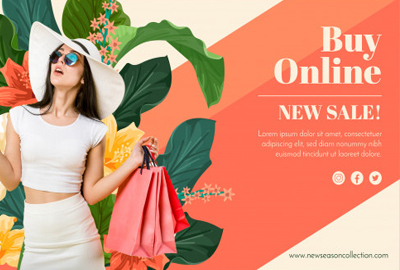 Buy
Online
NEW SALE!
Lorem ipsum dolor sit amet, consectetuer
adipiscing elit, sed diam nonummy nibh
euismod tincidunt ut laoreet dolore.
www.newseasoncollection.com